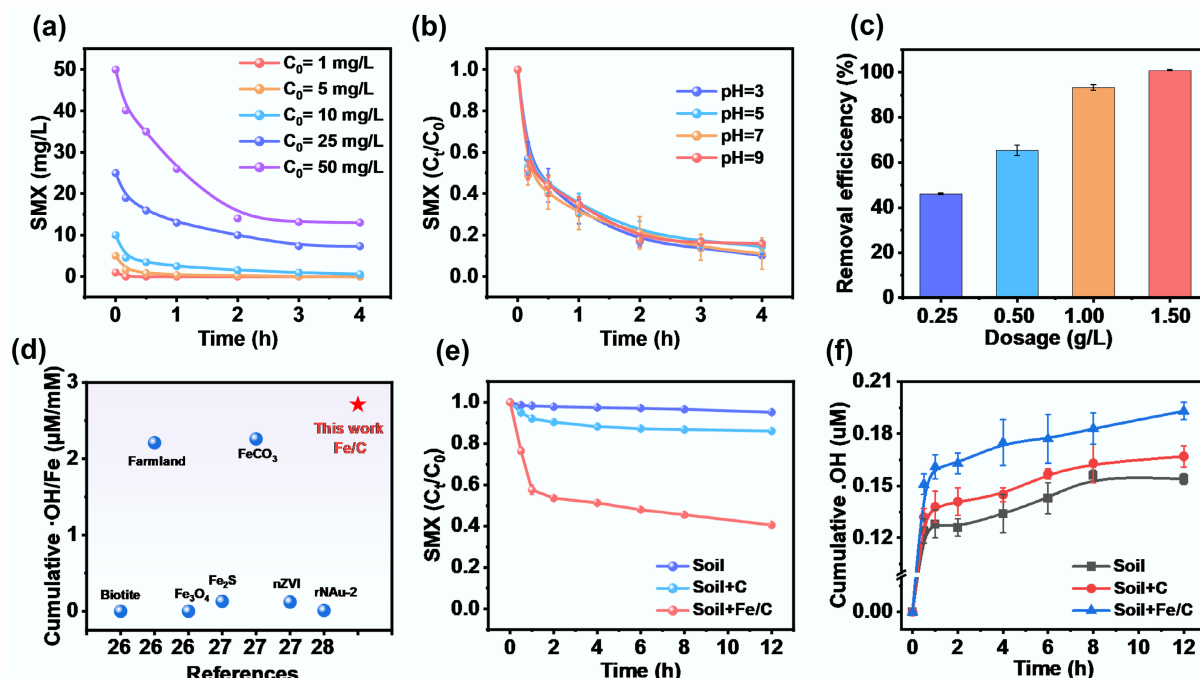 (a)
SMX (mg/L)
50
40
30
20
10
0
C₀= 1 mg/L
C₀= 5 mg/L
C₀= 10 mg/L
C₀= 25 mg/L
C₀= 50 mg/L
0 1 2 3 4
Time (h)
(b)
SMX (Cₜ/C₀)
1.0
0.8
0.6
0.4
0.2
0.0
pH=3
pH=5
pH=7
pH=9
0 1 2 3 4
Time (h)
(c)
Removal efficicency (%)
100
80
60
40
20
0
0.25 0.50 1.00 1.50
Dosage (g/L)
(d)
Cumulative ·OH/Fe (μM/mM)
3
2
1
0
This work
Fe/C
Farmland
FeCO₃
Biotite
Fe₃O₄
Fe₂S
nZVI
rNAu-2
26 26 26 27 27 27 28
References
(e)
SMX (Cₜ/C₀)
1.0
0.8
0.6
0.4
0.2
0.0
Soil
Soil+C
Soil+Fe/C
0 2 4 6 8 10 12
Time (h)
(f)
Cumulative .OH (uM)
0.21
0.18
0.15
0.12
0.00
Soil
Soil+C
Soil+Fe/C
0 2 4 6 8 10 12
Time (h)